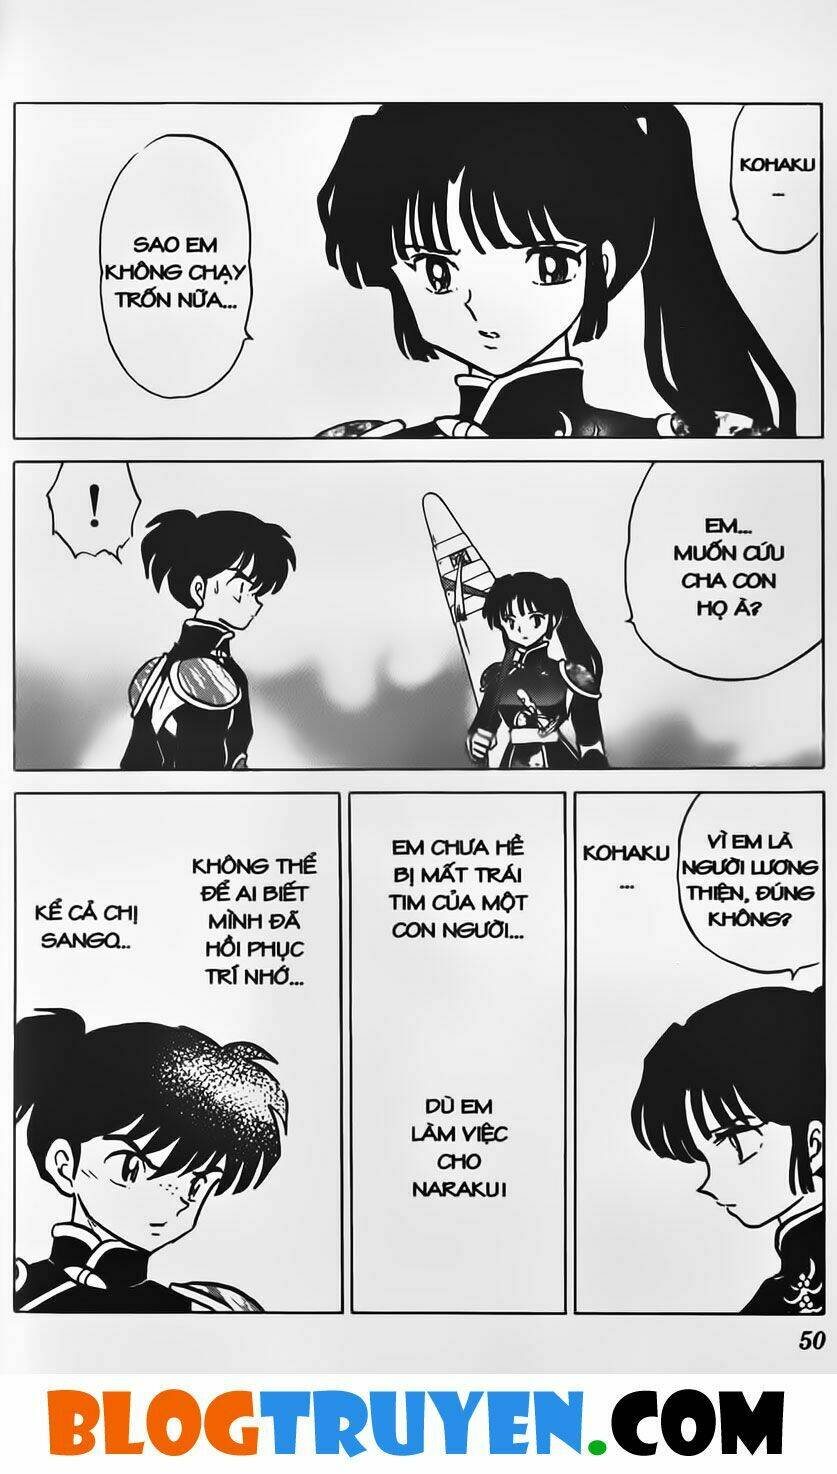 KOHAKU
...
SAO EM
KHÔNG CHẠY
TRỐN NỮA...
EM...
MUỐN CỨU
CHA CON
HỌ À?
!
VÌ EM LÀ
NGƯỜI LƯƠNG
THIỆN, ĐÚNG
KHÔNG?
KOHAKU
...
EM CHƯA HỀ
BỊ MẤT TRÁI
TIM CỦA MỘT
CON NGƯỜI...
DÙ EM
LÀM VIỆC
CHO
NARAKU!
KHÔNG THỂ
ĐỂ AI BIẾT
MÌNH ĐÃ
HỒI PHỤC
TRÍ NHỚ...
KỂ CẢ CHỊ
SANGO...
50
BLOGTRUYEN.COM